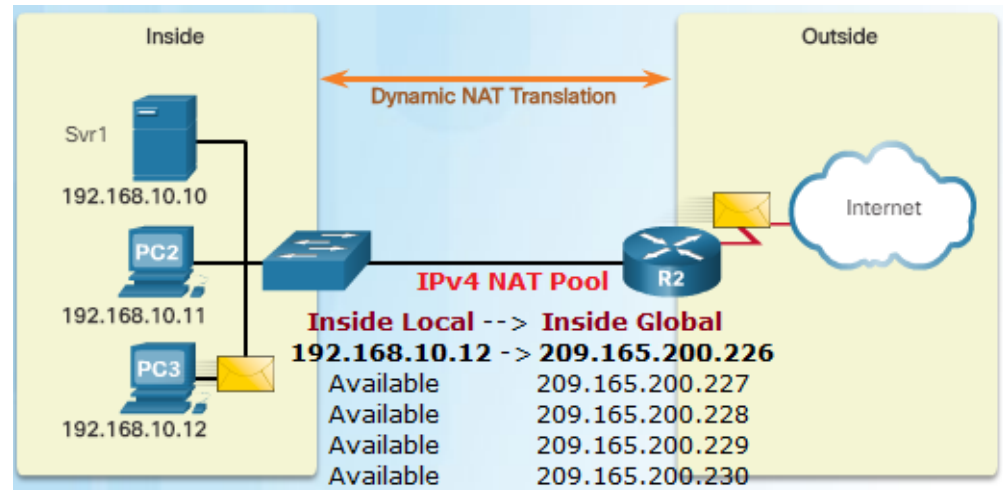 Inside
Outside
Dynamic NAT Translation
Svr1
192.168.10.10
Internet
PC2
192.168.10.11
R2
IPv4 NAT Pool
Inside Local --> Inside Global
192.168.10.12 -> 209.165.200.226
PC3
Available 209.165.200.227
Available 209.165.200.228
192.168.10.12
Available 209.165.200.229
Available 209.165.200.230